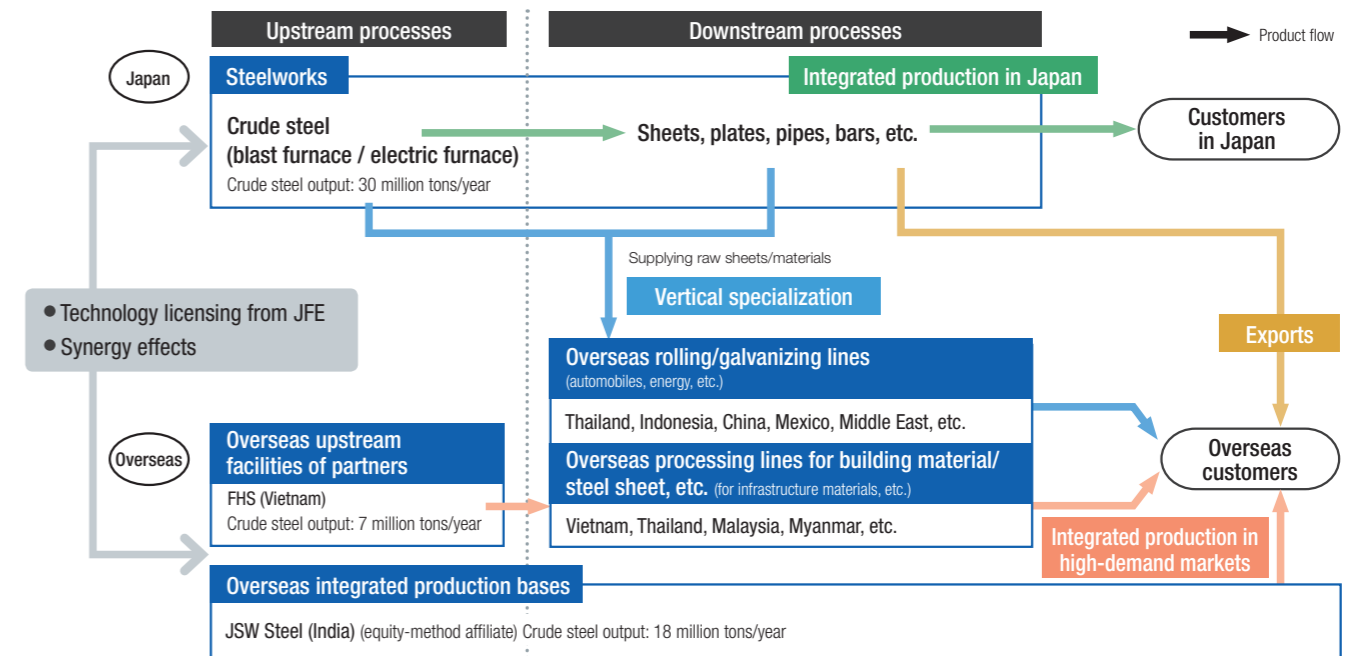 Upstream processes
Downstream processes
Product flow
Japan
Steelworks
Integrated production in Japan
Crude steel
(blast furnace / electric furnace)
Crude steel output: 30 million tons/year
Sheets, plates, pipes, bars, etc.
Customers
in Japan
Supplying raw sheets/materials
Vertical specialization
• Technology licensing from JFE
• Synergy effects
Exports
Overseas rolling/galvanizing lines
(automobiles, energy, etc.)
Thailand, Indonesia, China, Mexico, Middle East, etc.
Overseas
Overseas upstream
facilities of partners
FHS (Vietnam)
Crude steel output: 7 million tons/year
Overseas processing lines for building material/
steel sheet, etc. (for infrastructure materials, etc.)
Vietnam, Thailand, Malaysia, Myanmar, etc.
Overseas
customers
Integrated production in
high-demand markets
Overseas integrated production bases
JSW Steel (India) (equity-method affiliate) Crude steel output: 18 million tons/year